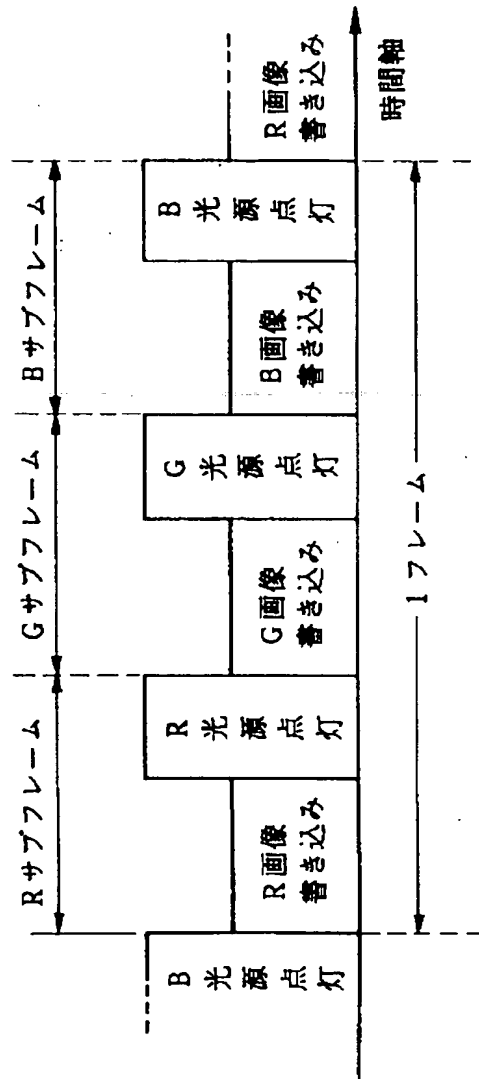 Rサブフレーム
Gサブフレーム
Bサブフレーム
B光源点灯
R画像
書き込み
R光源点灯
G画像
書き込み
G光源点灯
B画像
書き込み
B光源点灯
R画像
書き込み
時間軸
1フレーム